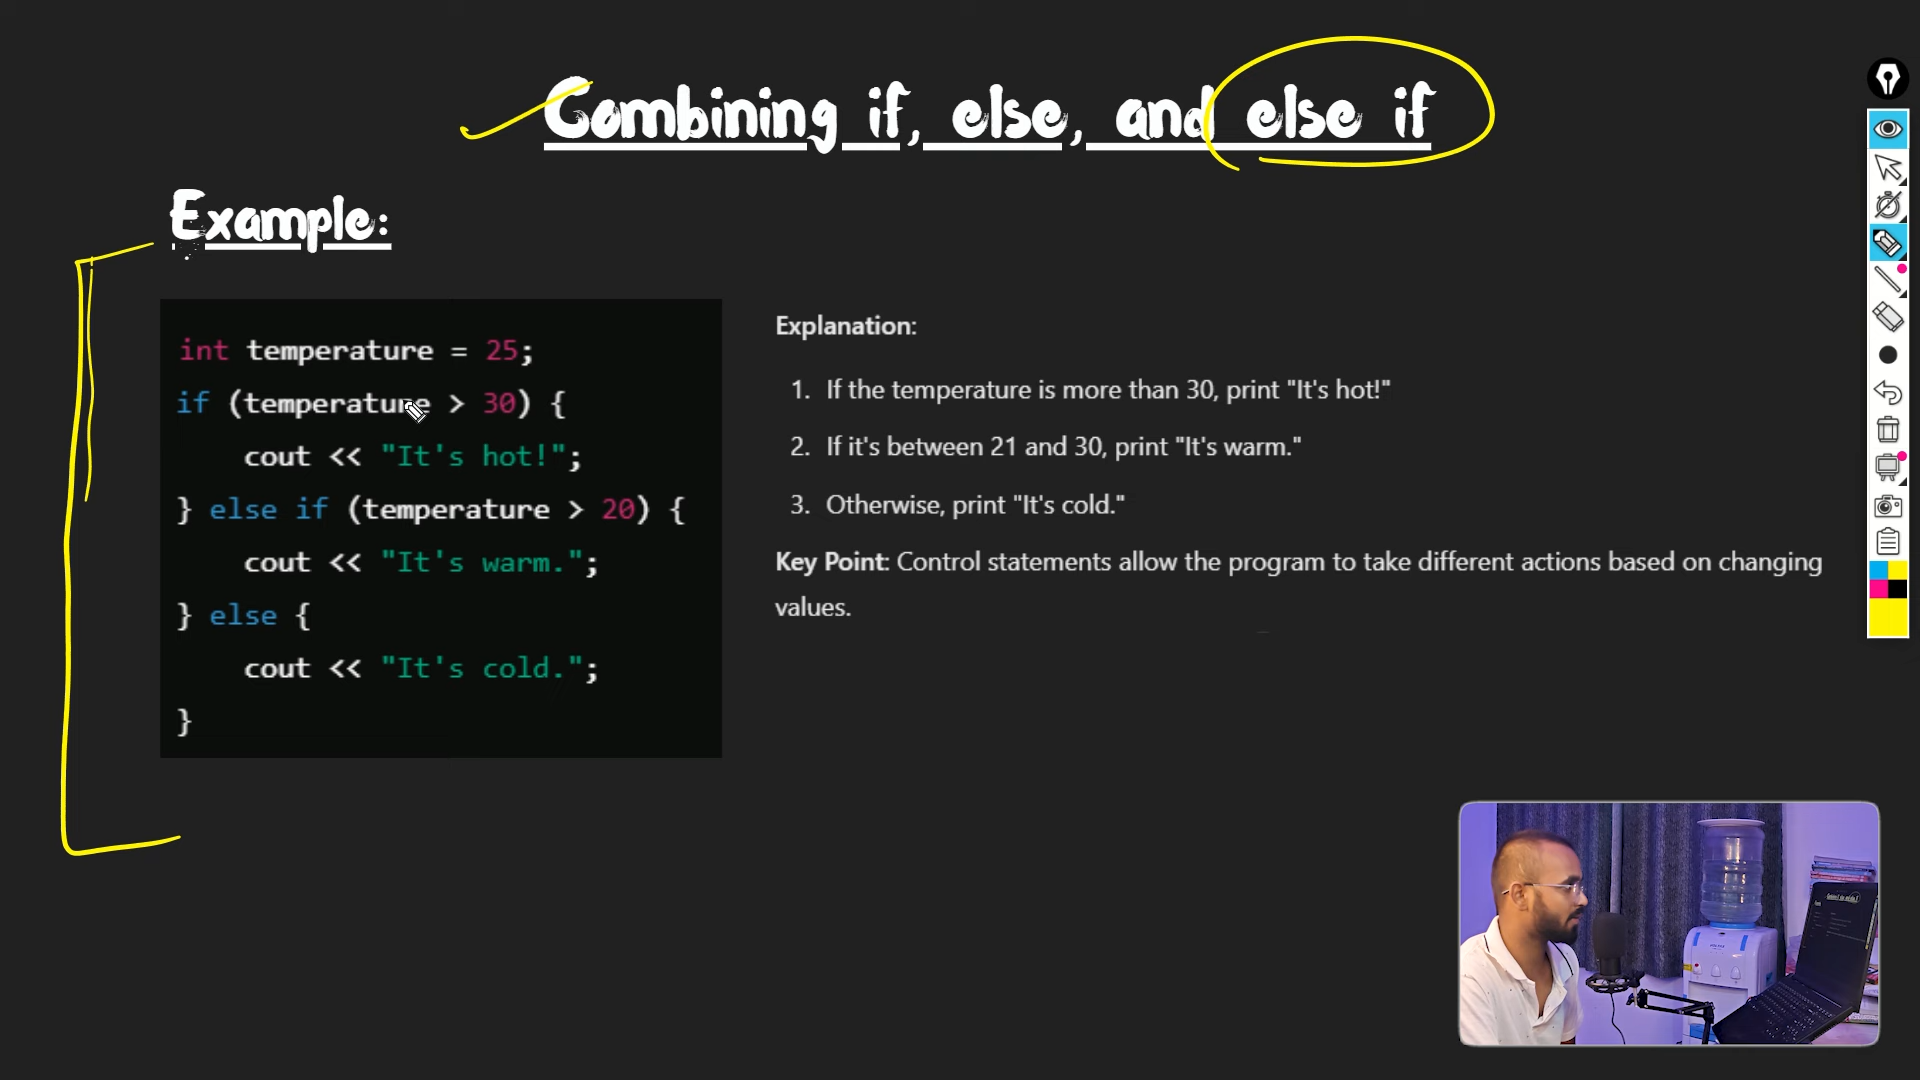 Combining if, else, and else if
Example:
int temperature = 25;
if (temperature > 30) {
    cout << "It's hot!";
} else if (temperature > 20) {
    cout << "It's warm.";
} else {
    cout << "It's cold.";
}
Explanation:
1. If the temperature is more than 30, print "It's hot!"
2. If it's between 21 and 30, print "It's warm."
3. Otherwise, print "It's cold."
Key Point: Control statements allow the program to take different actions based on changing
values.